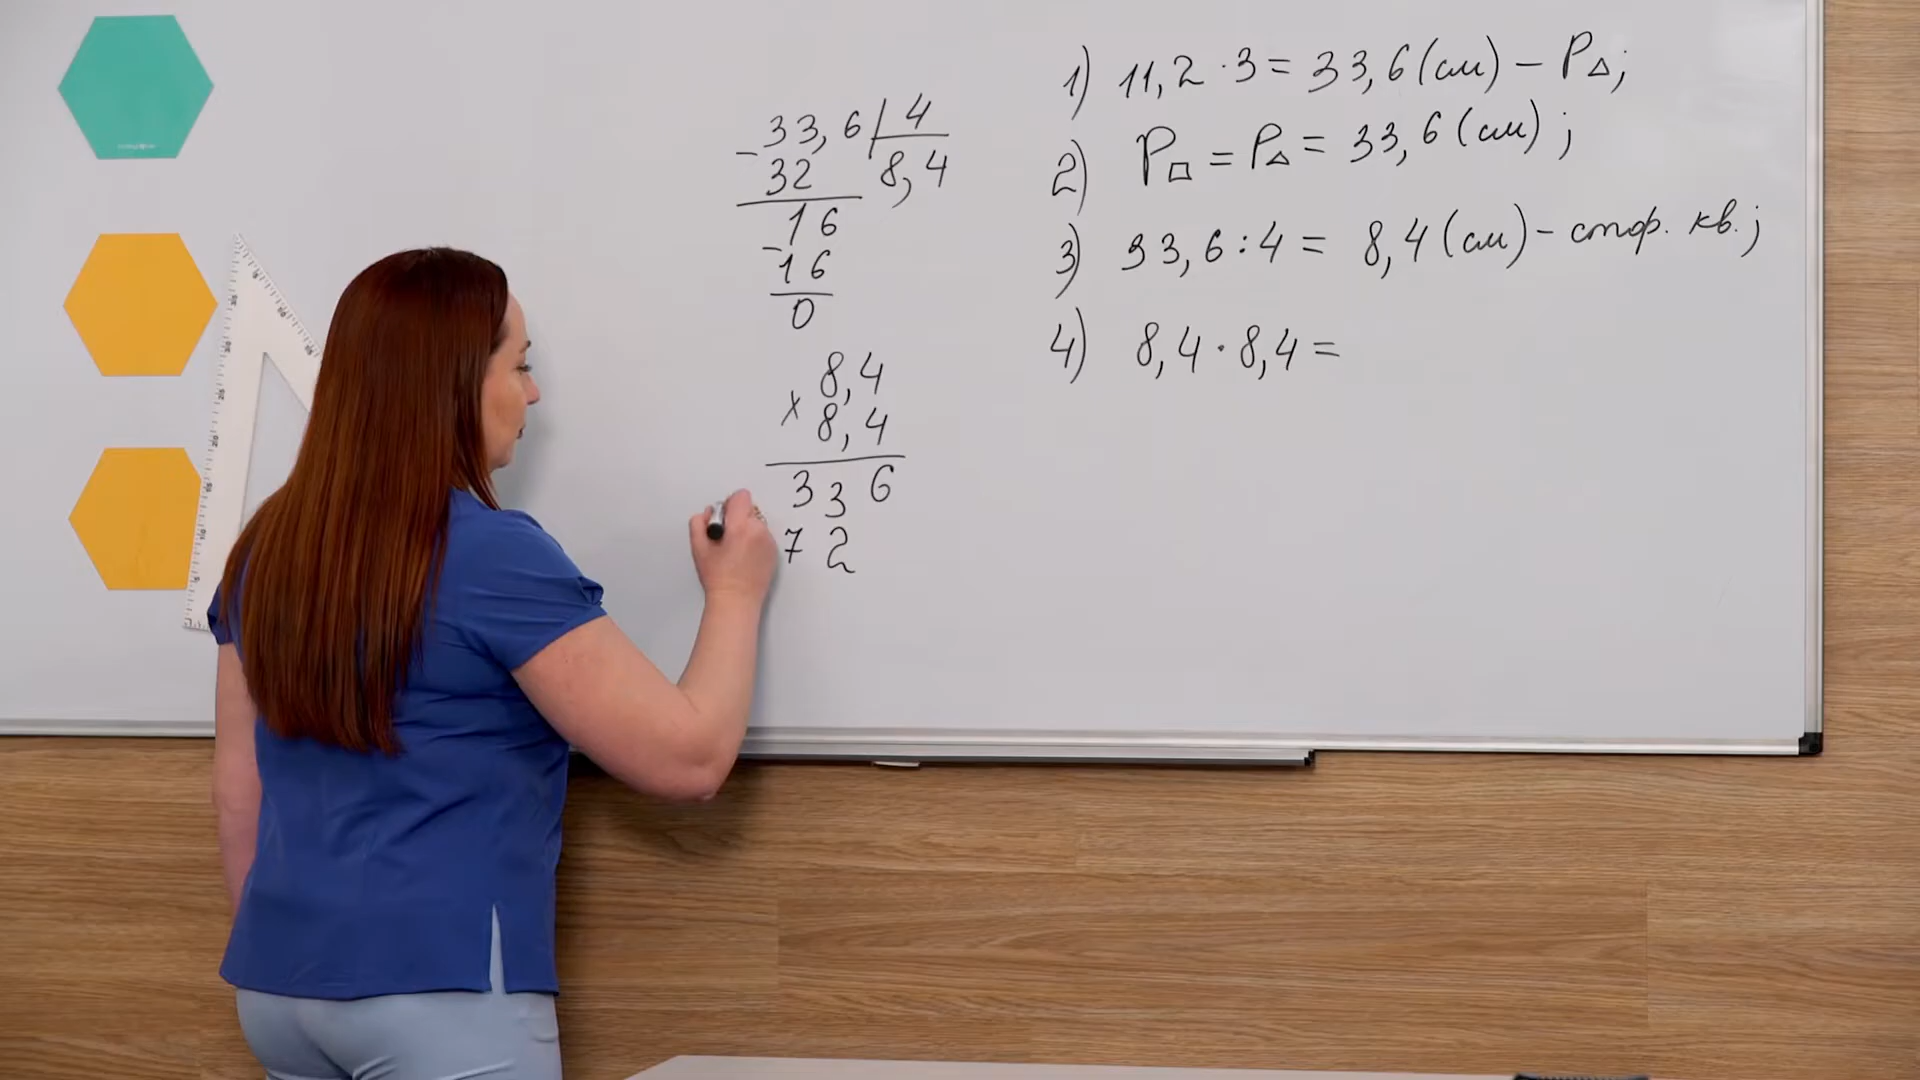 33,6 | 4
- 32 8,4
16
- 16
0
8,4
x 8,4
336
72
1) 11,2 · 3 = 33,6 (см) – P△;
2) P□ = P△ = 33,6 (см);
3) 33,6 : 4 = 8,4 (см) – стор. кв.;
4) 8,4 · 8,4 =